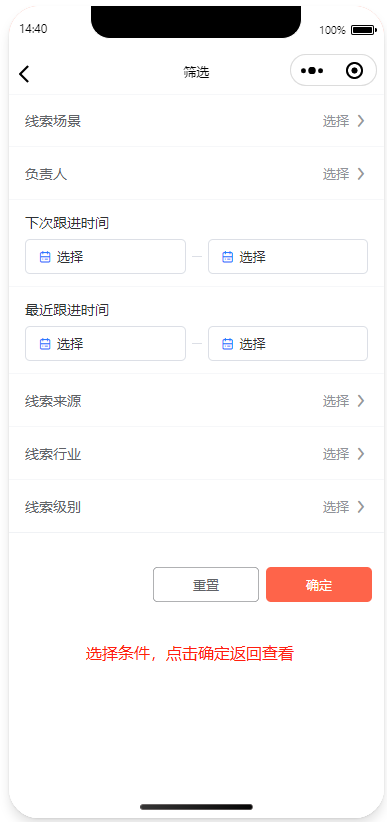 14:40 100%
筛选
线索场景 选择
负责人 选择
下次跟进时间
选择 — 选择
最近跟进时间
选择 — 选择
线索来源 选择
线索行业 选择
线索级别 选择
重置 确定
选择条件，点击确定返回查看